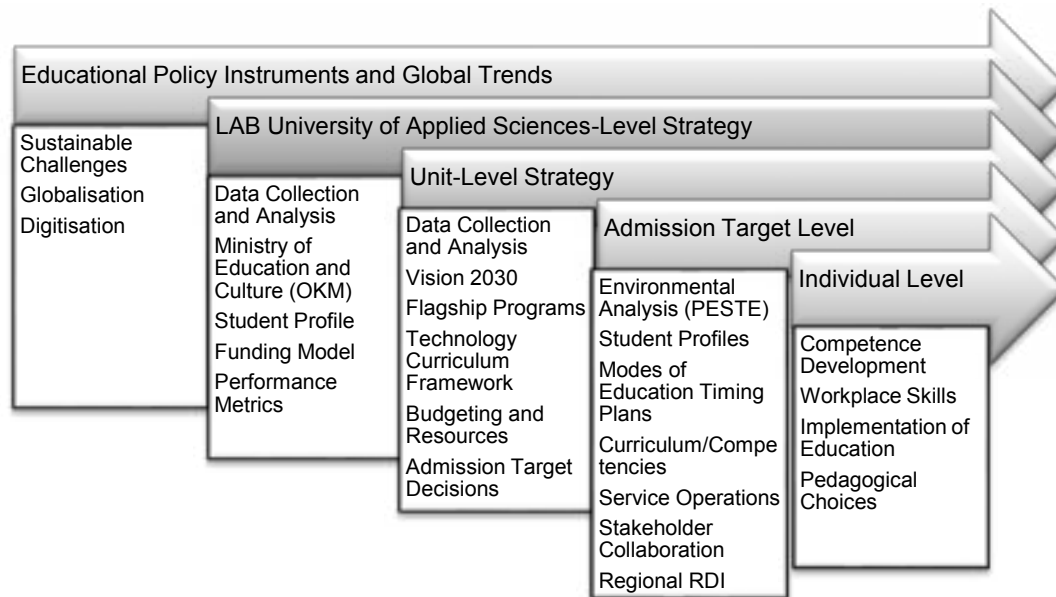 Educational Policy Instruments and Global Trends
Sustainable
Challenges
Globalisation
Digitisation
LAB University of Applied Sciences-Level Strategy
Data Collection
and Analysis
Ministry of
Education and
Culture (OKM)
Student Profile
Funding Model
Performance
Metrics
Unit-Level Strategy
Data Collection
and Analysis
Vision 2030
Flagship Programs
Technology
Curriculum
Framework
Budgeting and
Resources
Admission Target
Decisions
Admission Target Level
Environmental
Analysis (PESTE)
Student Profiles
Modes of
Education Timing
Plans
Curriculum/Compe
tencies
Service Operations
Stakeholder
Collaboration
Regional RDI
Individual Level
Competence
Development
Workplace Skills
Implementation of
Education
Pedagogical
Choices